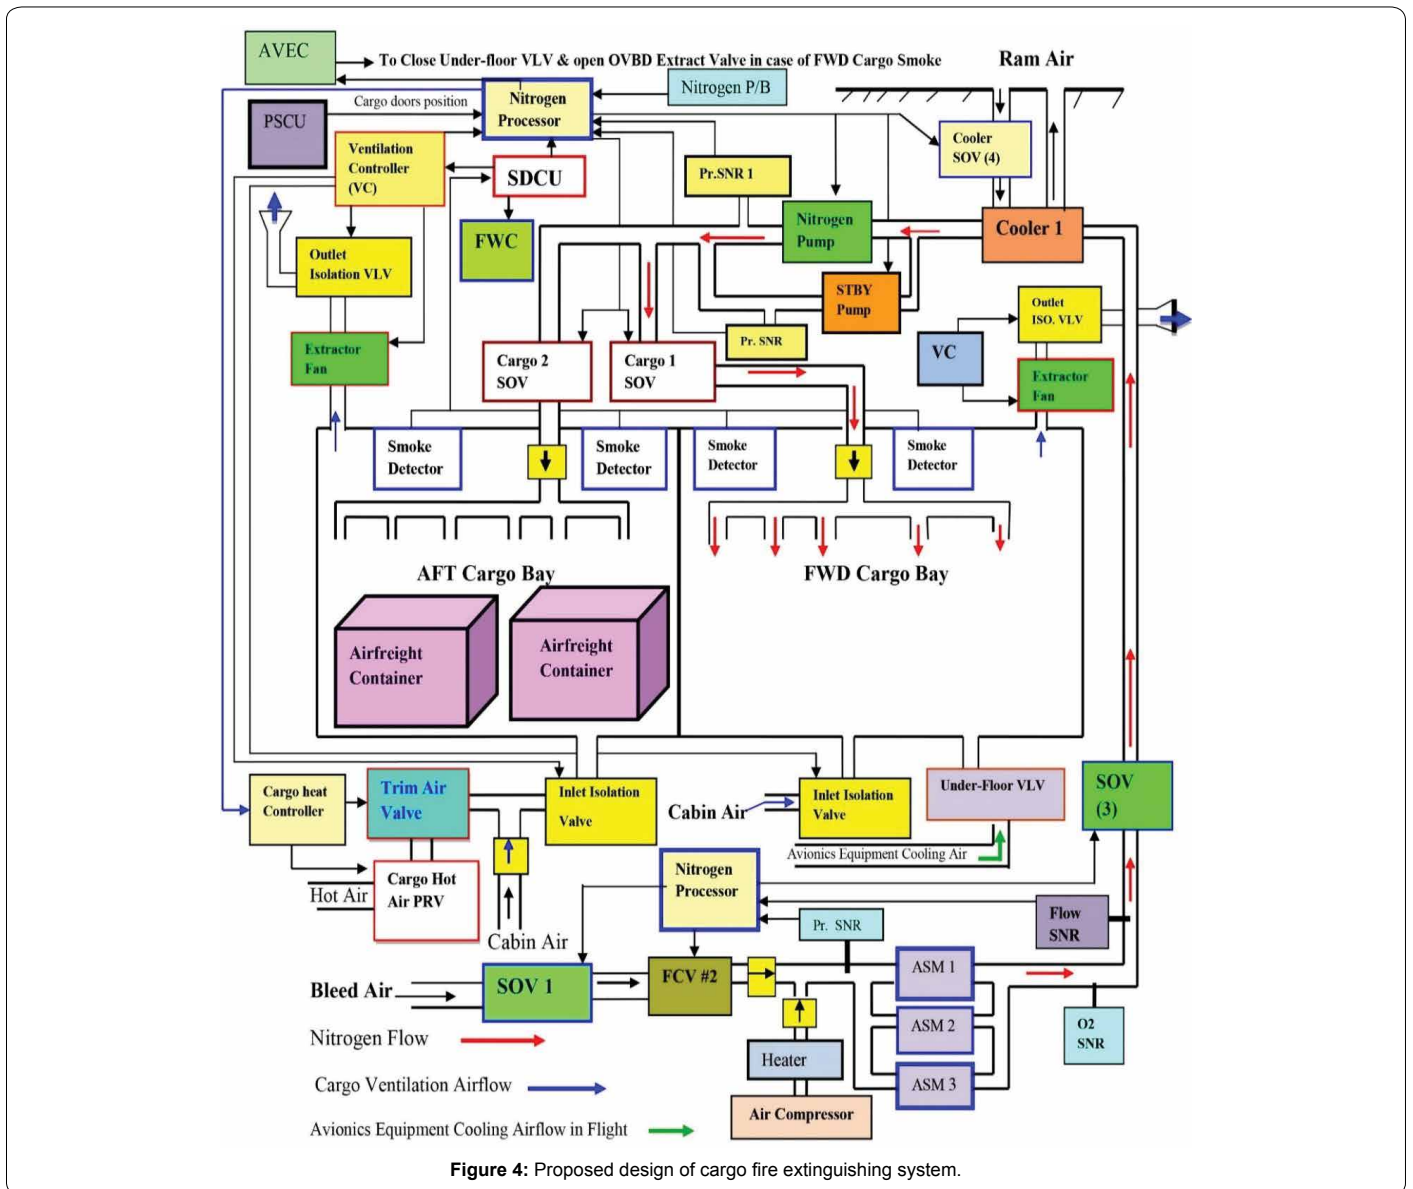 AVEC
To Close Under-floor VLV & open OVBD Extract Valve in case of FWD Cargo Smoke
Ram Air
Nitrogen P/B
Cargo doors position
Nitrogen
Processor
PSCU
Cooler
SOV (4)
Ventilation
Controller
(VC)
SDCU
Pr.SNR 1
Nitrogen
Pump
Cooler 1
FWC
Outlet
Isolation VLV
STBY
Pump
Outlet
ISO. VLV
Pr. SNR
VC
Extractor
Fan
Cargo 2
SOV
Cargo 1
SOV
Extractor
Fan
Smoke
Detector
Smoke
Detector
Smoke
Detector
Smoke
Detector
AFT Cargo Bay
FWD Cargo Bay
Airfreight
Container
Airfreight
Container
Cargo heat
Controller
Trim Air
Valve
Inlet Isolation
Valve
Cabin Air
Inlet Isolation
Valve
Under-Floor VLV
SOV
(3)
Avionics Equipment Cooling Air
Hot Air
Cargo Hot
Air PRV
Cabin Air
Nitrogen
Processor
Pr. SNR
Flow
SNR
Bleed Air
SOV 1
FCV #2
ASM 1
ASM 2
ASM 3
O2
SNR
Heater
Air Compressor
Nitrogen Flow
Cargo Ventilation Airflow
Avionics Equipment Cooling Airflow in Flight
Figure 4: Proposed design of cargo fire extinguishing system.